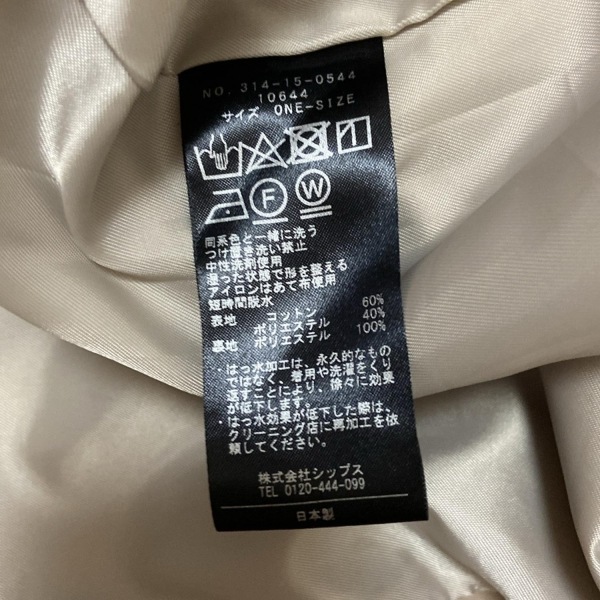 NO. 314-15-0544
10644
サイズ ONE-SIZE
F W
同系色と一緒に洗う
つけ置き洗い禁止
中性洗剤使用
湿った状態で形を整える
アイロンはあて布使用
短時間脱水
表地 コットン 60%
ポリエステル 40%
裏地 ポリエステル 100%
・はっ水加工は、永久的なもの
ではなく、着用や洗濯をくり
返すことにより、徐々に効果
が低下します。
・はっ水効果が低下した際は、
クリーニング店に再加工を依
頼してください。
株式会社シップス
TEL 0120-444-099
日本製